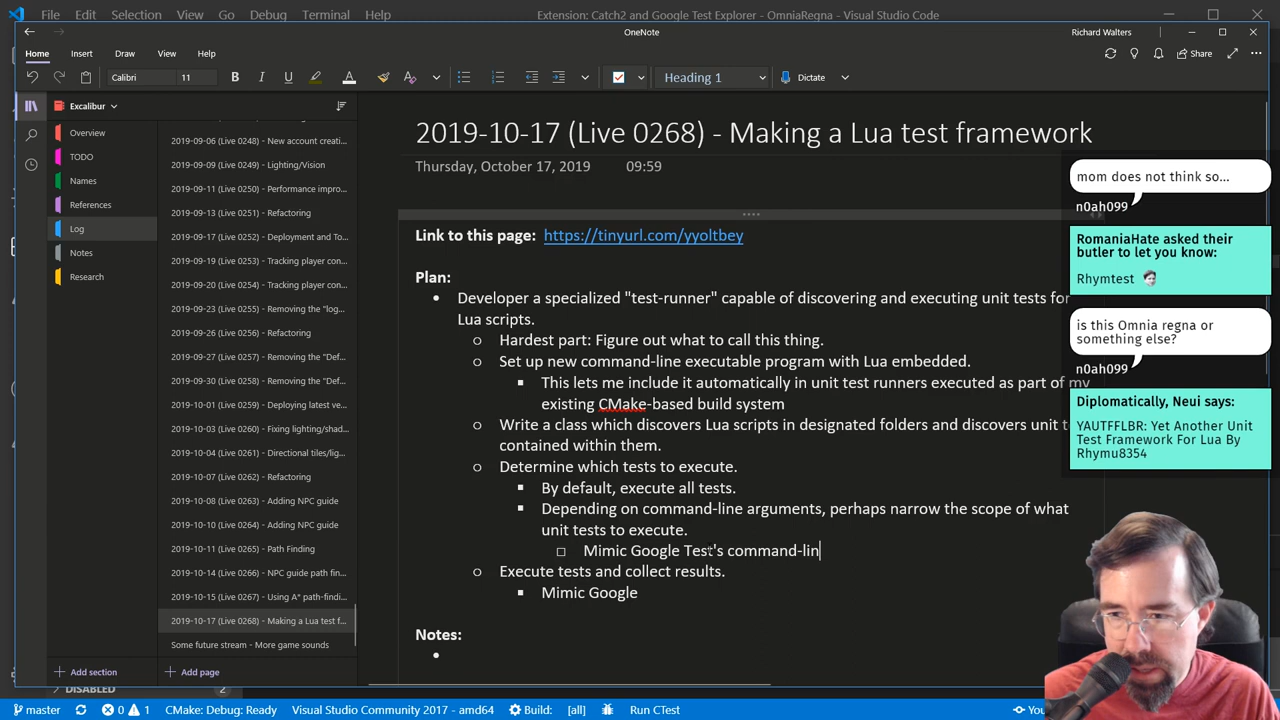 File Edit Selection View Go Debug Terminal Help Extension: Catch2 and Google Test Explorer - OmniaRegna - Visual Studio Code
OneNote Richard Walters
Home Insert Draw View Help Share
Calibri 11 B I U A Heading 1 Dictate
Excalibur
Overview
TODO
Names
References
Log
Notes
Research
2019-09-06 (Live 0248) - New account creati...
2019-09-09 (Live 0249) - Lighting/Vision
2019-09-11 (Live 0250) - Performance impro...
2019-09-13 (Live 0251) - Refactoring
2019-09-17 (Live 0252) - Deployment and To...
2019-09-19 (Live 0253) - Tracking player con...
2019-09-20 (Live 0254) - Tracking player con...
2019-09-23 (Live 0255) - Removing the "log...
2019-09-26 (Live 0256) - Refactoring
2019-09-27 (Live 0257) - Removing the "Def...
2019-09-30 (Live 0258) - Removing the "Def...
2019-10-01 (Live 0259) - Deploying latest ve...
2019-10-03 (Live 0260) - Fixing lighting/shad...
2019-10-04 (Live 0261) - Directional tiles/lig...
2019-10-07 (Live 0262) - Refactoring
2019-10-08 (Live 0263) - Adding NPC guide
2019-10-10 (Live 0264) - Adding NPC guide
2019-10-11 (Live 0265) - Path Finding
2019-10-14 (Live 0266) - NPC guide path fin...
2019-10-15 (Live 0267) - Using A* path-findi...
2019-10-17 (Live 0268) - Making a Lua test f...
Some future stream - More game sounds
Add section Add page
2019-10-17 (Live 0268) - Making a Lua test framework
Thursday, October 17, 2019 09:59
Link to this page: https://tinyurl.com/yyoltbey
Plan:
Developer a specialized "test-runner" capable of discovering and executing unit tests for
Lua scripts.
Hardest part: Figure out what to call this thing.
Set up new command-line executable program with Lua embedded.
This lets me include it automatically in unit test runners executed as part of my
existing CMake-based build system
Write a class which discovers Lua scripts in designated folders and discovers unit t
contained within them.
Determine which tests to execute.
By default, execute all tests.
Depending on command-line arguments, perhaps narrow the scope of what
unit tests to execute.
Mimic Google Test's command-lin
Execute tests and collect results.
Mimic Google
Notes:
mom does not think so...
n0ah099
RomaniaHate asked their
butler to let you know:
Rhymtest
is this Omnia regna or
something else?
n0ah099
Diplomatically, Neui says:
YAUTFFLBR: Yet Another Unit
Test Framework For Lua By
Rhymu8354
DISABLED 2
master 0 1 CMake: Debug: Ready Visual Studio Community 2017 - amd64 Build: [all] Run CTest You